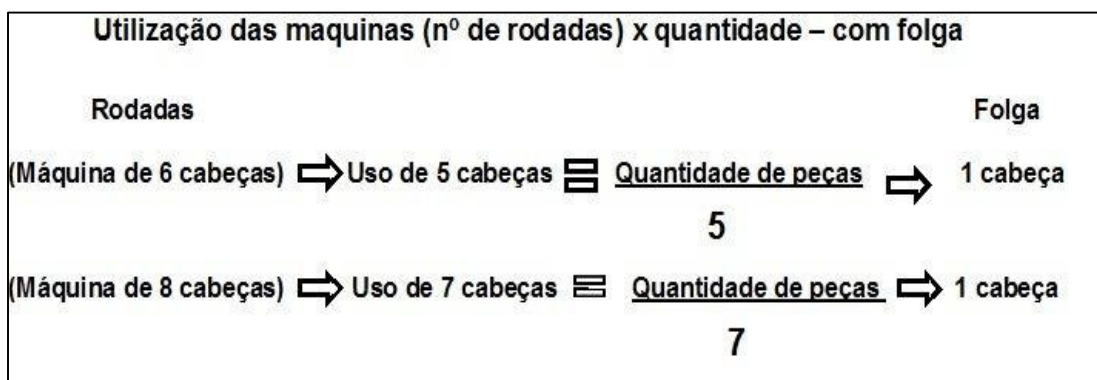 Utilização das maquinas (nº de rodadas) x quantidade – com folga
Rodadas Folga
(Máquina de 6 cabeças) ⇨ Uso de 5 cabeças = Quantidade de peças ⇨ 1 cabeça
5
(Máquina de 8 cabeças) ⇨ Uso de 7 cabeças = Quantidade de peças ⇨ 1 cabeça
7